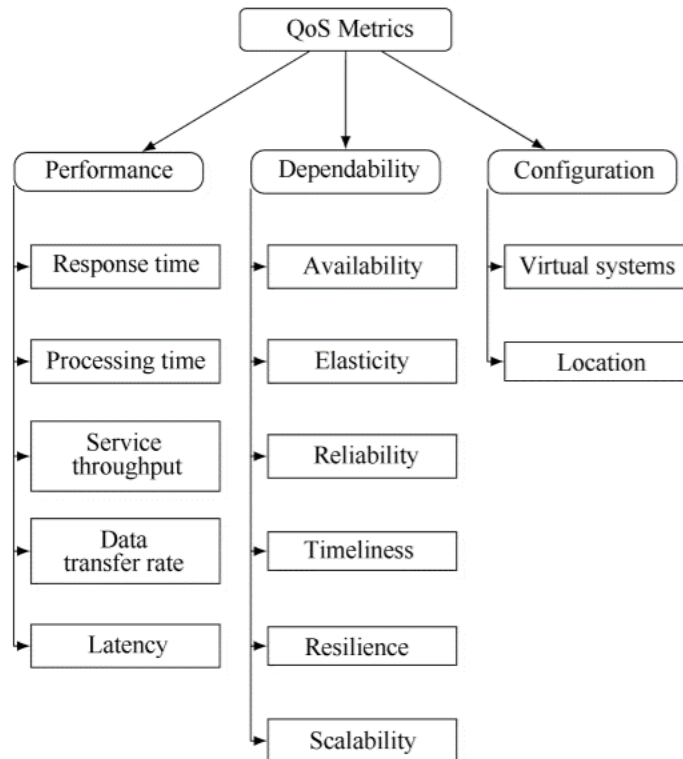 QoS Metrics
Performance
Dependability
Configuration
Response time
Processing time
Service
throughput
Data
transfer rate
Latency
Availability
Elasticity
Reliability
Timeliness
Resilience
Scalability
Virtual systems
Location